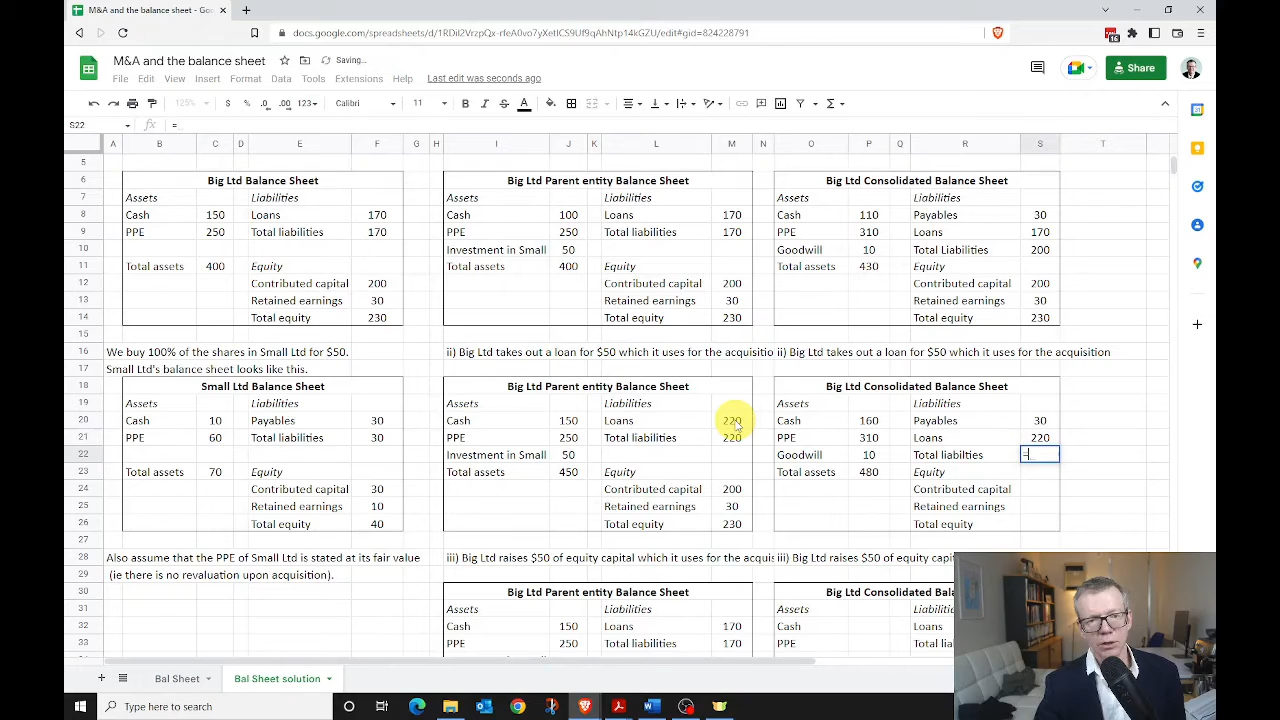 M&A and the balance sheet - Goo
cs.google.com/spreadsheets/d/1RDiI2VrzpQx-rfeA0vo7yXetlCS9Uf9qAhNtp14kGZU/edit#gid=824228791
16
M&A and the balance sheet Saving...
File Edit View Insert Format Data Tools Extensions Help Last edit was seconds ago
Share
125% $ % .0 .00 123 Calibri 11 B I S A
S22 fx =
A B C D E F G H I J K L M N O P Q R S T
5
6 Big Ltd Balance Sheet Big Ltd Parent entity Balance Sheet Big Ltd Consolidated Balance Sheet
7 Assets Liabilities Assets Liabilities Assets Liabilities
8 Cash 150 Loans 170 Cash 100 Loans 170 Cash 110 Payables 30
9 PPE 250 Total liabilities 170 PPE 250 Total liabilities 170 PPE 310 Loans 170
10 Investment in Small 50 Goodwill 10 Total Liabilities 200
11 Total assets 400 Equity Total assets 400 Equity Total assets 430 Equity
12 Contributed capital 200 Contributed capital 200 Contributed capital 200
13 Retained earnings 30 Retained earnings 30 Retained earnings 30
14 Total equity 230 Total equity 230 Total equity 230
15
16 We buy 100% of the shares in Small Ltd for $50. ii) Big Ltd takes out a loan for $50 which it uses for the acquisitio ii) Big Ltd takes out a loan for $50 which it uses for the acquisition
17 Small Ltd's balance sheet looks like this.
18 Small Ltd Balance Sheet Big Ltd Parent entity Balance Sheet Big Ltd Consolidated Balance Sheet
19 Assets Liabilities Assets Liabilities Assets Liabilities
20 Cash 10 Payables 30 Cash 150 Loans 220 Cash 160 Payables 30
21 PPE 60 Total liabilities 30 PPE 250 Total liabilities 220 PPE 310 Loans 220
22 Investment in Small 50 Goodwill 10 Total liabilties =
23 Total assets 70 Equity Total assets 450 Equity Total assets 480 Equity
24 Contributed capital 30 Contributed capital 200 Contributed capital
25 Retained earnings 10 Retained earnings 30 Retained earnings
26 Total equity 40 Total equity 230 Total equity
27
28 Also assume that the PPE of Small Ltd is stated at its fair value iii) Big Ltd raises $50 of equity capital which it uses for the acquis iii) Big Ltd raises $50 of equity
29 (ie there is no revaluation upon acquisition).
30 Big Ltd Parent entity Balance Sheet Big Ltd Consolidated Bal
31 Assets Liabilities Assets Liabilit
32 Cash 150 Loans 170 Cash 110
33 PPE 250 Total liabilities 170 PPE 310
Bal Sheet Bal Sheet solution
Type here to search